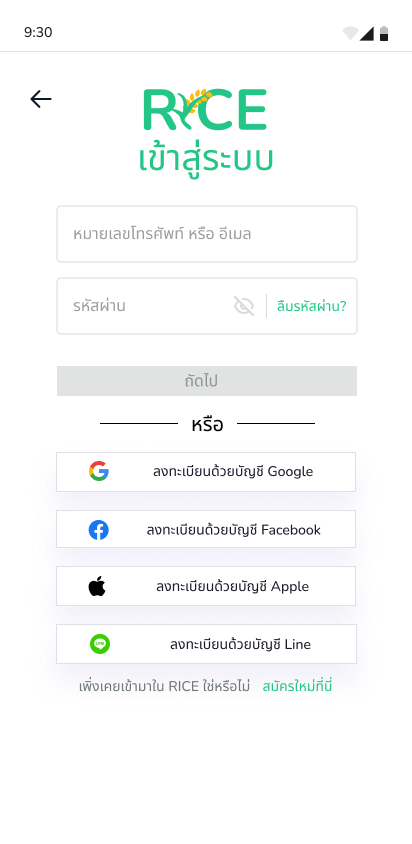 9:30
RICE
เข้าสู่ระบบ
หมายเลขโทรศัพท์ หรือ อีเมล
รหัสผ่าน
ลืมรหัสผ่าน?
ถัดไป
หรือ
ลงทะเบียนด้วยบัญชี Google
ลงทะเบียนด้วยบัญชี Facebook
ลงทะเบียนด้วยบัญชี Apple
LINE
ลงทะเบียนด้วยบัญชี Line
เพิ่งเคยเข้ามาใน RICE ใช่หรือไม่ สมัครใหม่ที่นี่